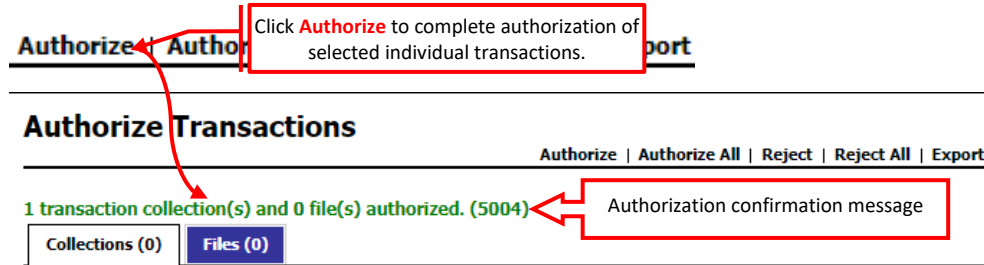 Click Authorize to complete authorization of
selected individual transactions.
Authorize | Author port
Authorize Transactions
Authorize | Authorize All | Reject | Reject All | Export
1 transaction collection(s) and 0 file(s) authorized. (5004)
Authorization confirmation message
Collections (0) Files (0)